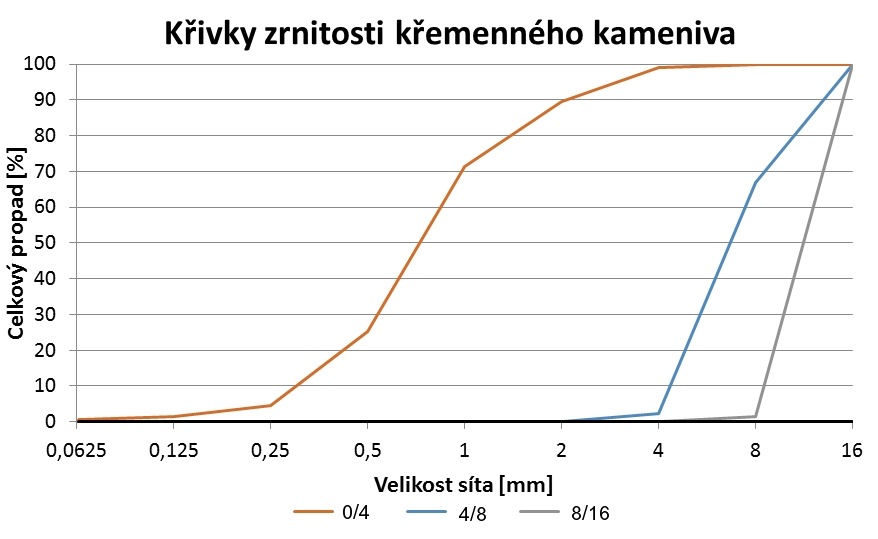 Křivky zrnitosti křemenného kameniva
100
90
80
70
60
50
40
30
20
10
0
Celkový propad [%]
0,0625 0,125 0,25 0,5 1 2 4 8 16
Velikost síta [mm]
0/4 4/8 8/16